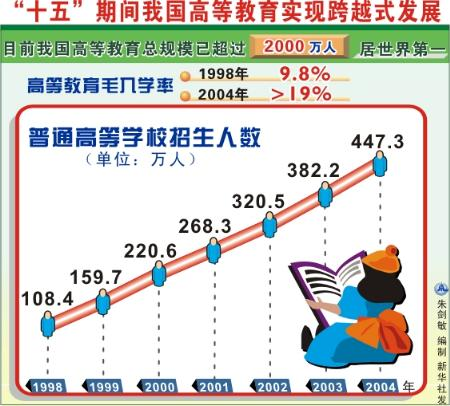 “十五”期间我国高等教育实现跨越式发展
目前我国高等教育总规模已超过 2000万人 居世界第一
高等教育毛入学率
1998年 9.8%
2004年 >19%
普通高等学校招生人数
(单位:万人)
108.4
159.7
220.6
268.3
320.5
382.2
447.3
1998 1999 2000 2001 2002 2003 2004 年
朱剑敏 编制 新华社发